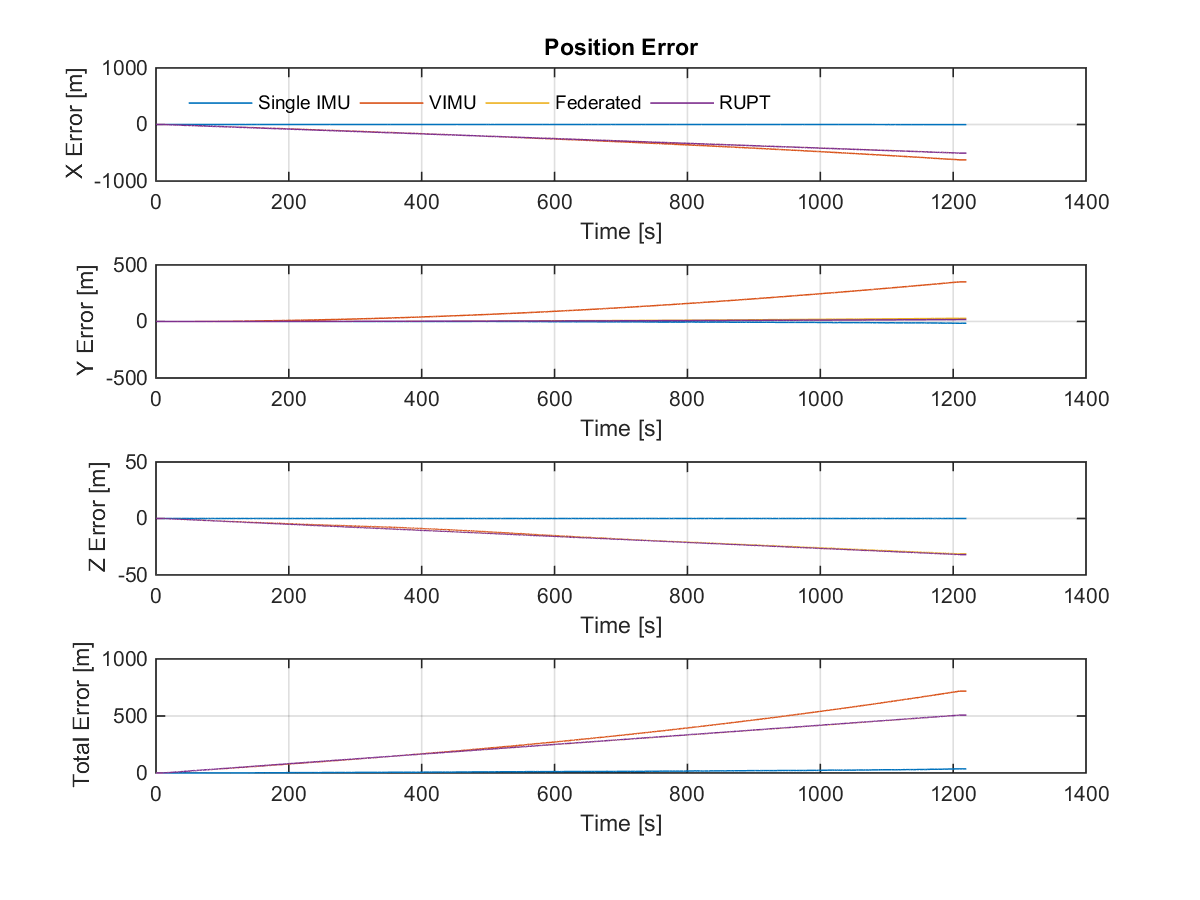 Position Error
1000
0
-1000
X Error [m]
Single IMU VIMU Federated RUPT
0 200 400 600 800 1000 1200 1400
Time [s]
500
0
-500
Y Error [m]
0 200 400 600 800 1000 1200 1400
Time [s]
50
0
-50
Z Error [m]
0 200 400 600 800 1000 1200 1400
Time [s]
1000
500
0
Total Error [m]
0 200 400 600 800 1000 1200 1400
Time [s]